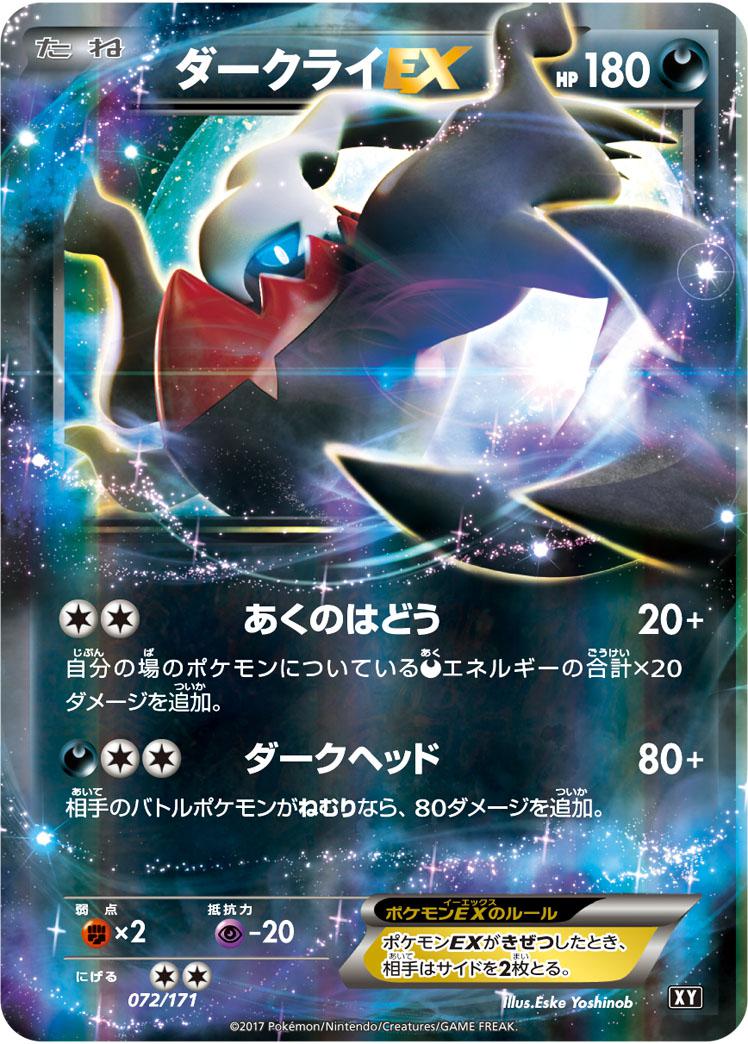 たね
ダークライEX HP180
あくのはどう 20+
自分の場のポケモンについているエネルギーの合計×20
ダメージを追加。
ダークヘッド 80+
相手のバトルポケモンがねむりなら、80ダメージを追加。
弱点 ×2 抵抗力 -20
にげる
072/171
ポケモンEXのルール
ポケモンEXがきぜつしたとき、
相手はサイドを2枚とる。
illus.Eske Yoshinob
XY
©2017 Pokémon/Nintendo/Creatures/GAME FREAK.